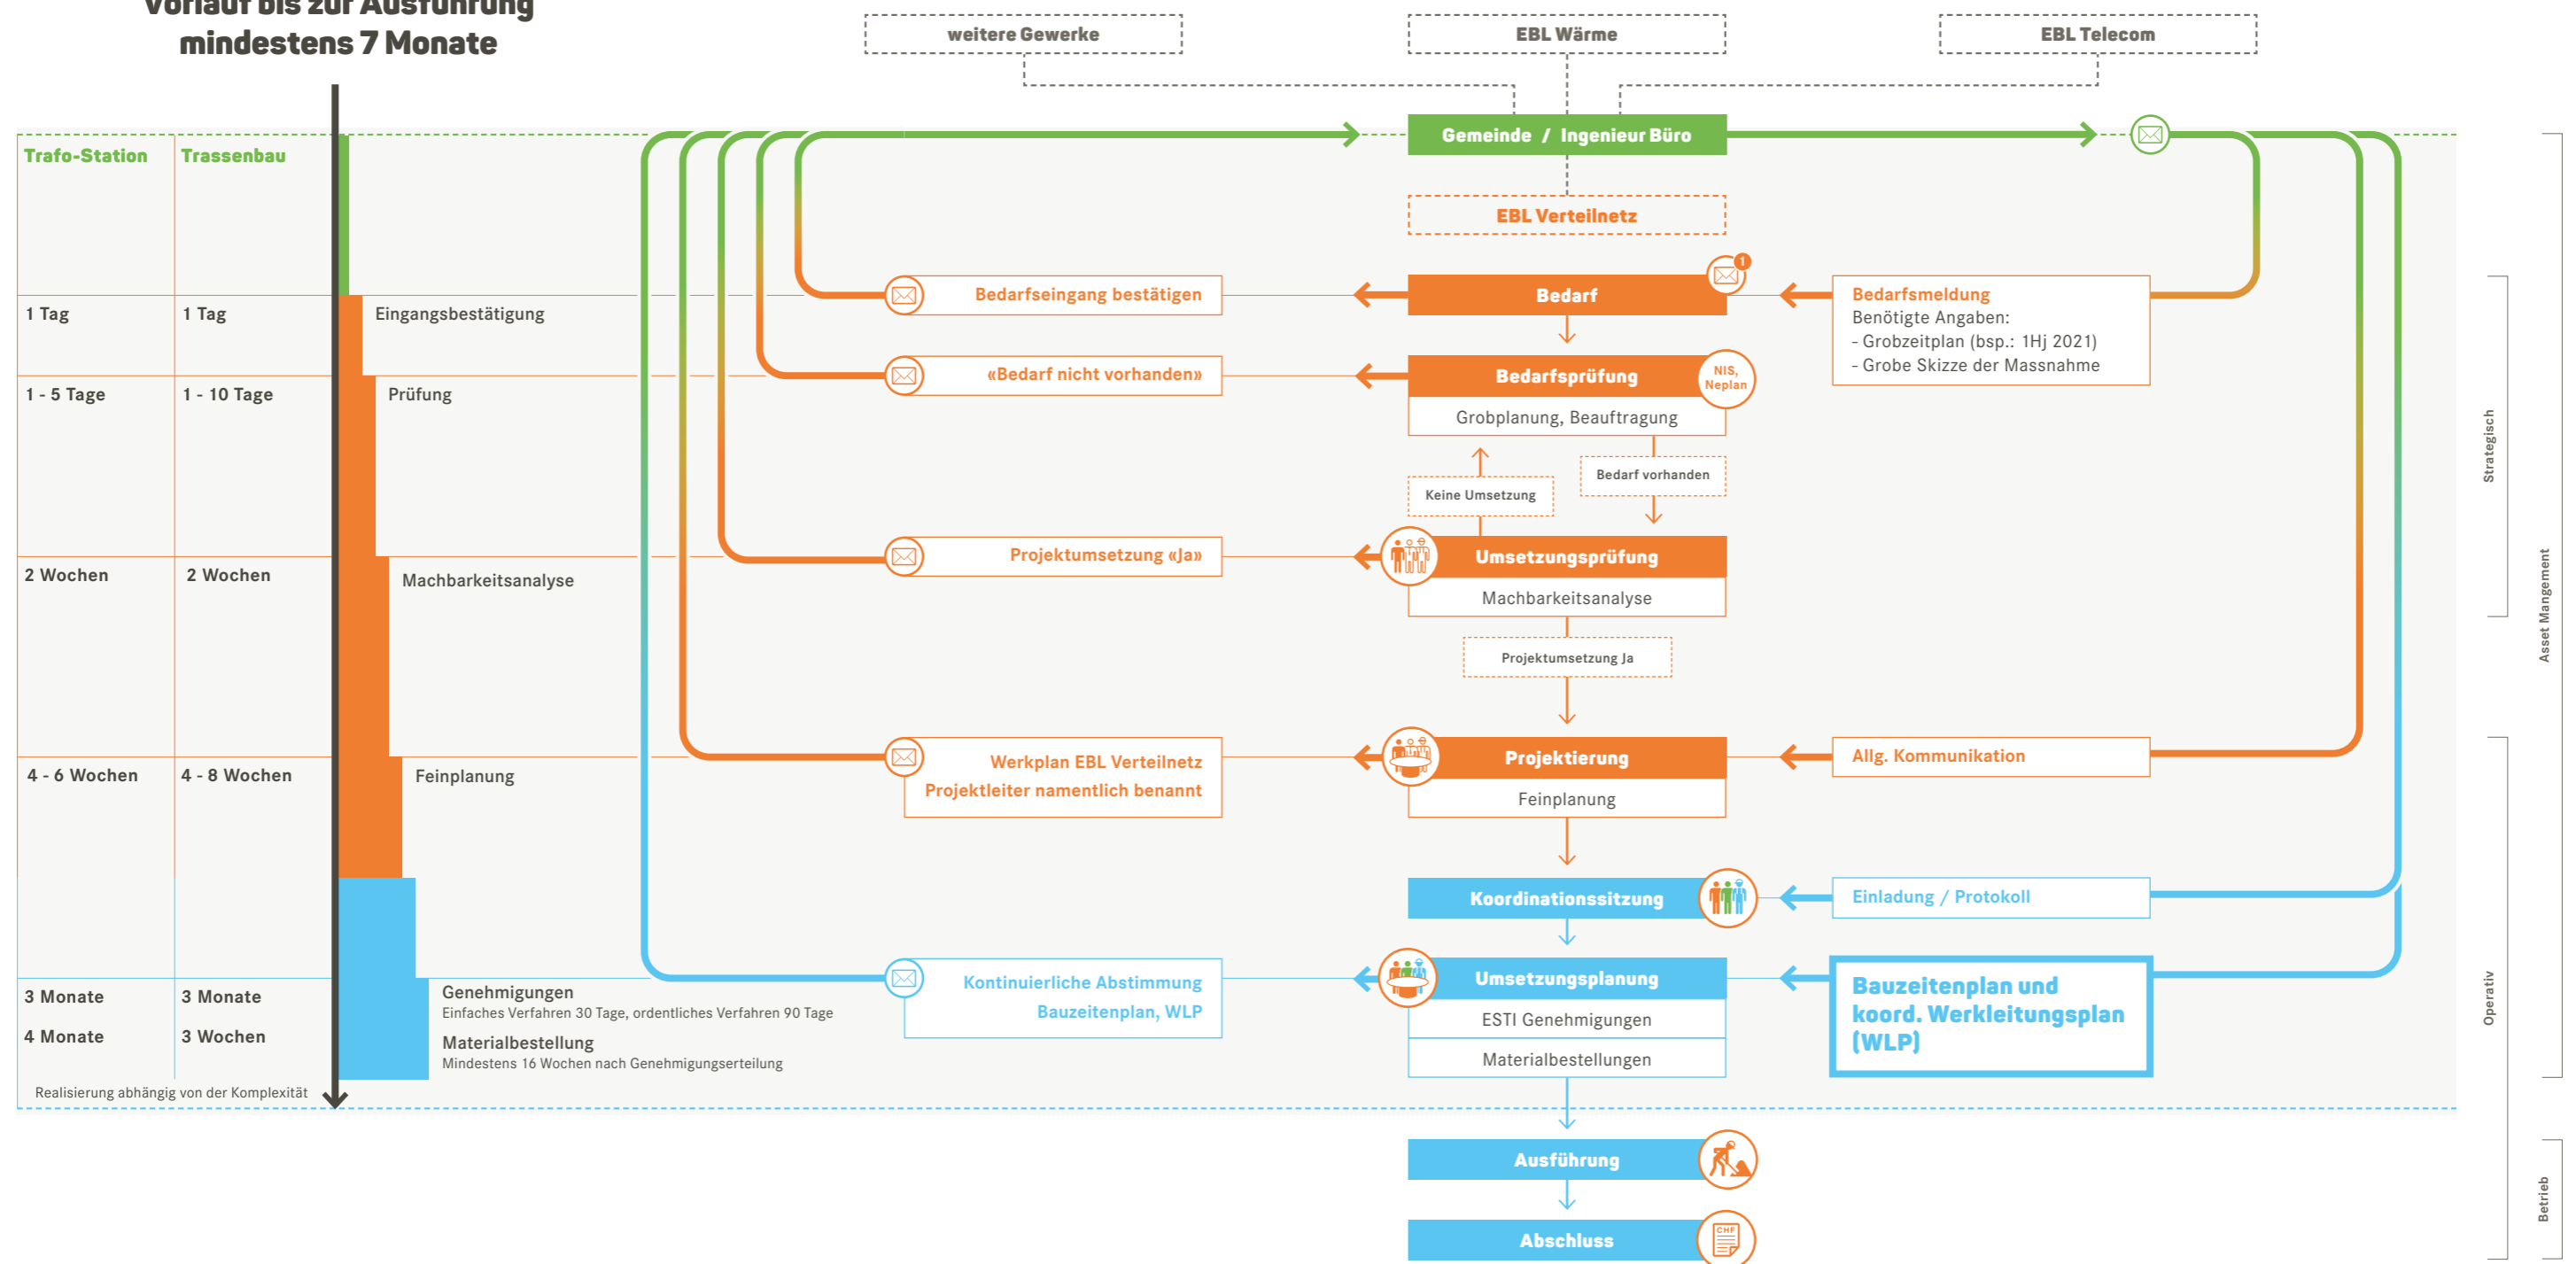 Vorlauf bis zur Ausführung
mindestens 7 Monate
weitere Gewerke
EBL Wärme
EBL Telecom
Gemeinde / Ingenieur Büro
Trafo-Station
Trassenbau
EBL Verteilnetz
Bedarfseingang bestätigen
Bedarf
1
Bedarfsmeldung
Benötigte Angaben:
- Grobzeitplan (bsp.: 1Hj 2021)
- Grobe Skizze der Massnahme
1 Tag
1 Tag
Eingangsbestätigung
«Bedarf nicht vorhanden»
Bedarfsprüfung
NIS,
Neplan
Grobplanung, Beauftragung
1 - 5 Tage
1 - 10 Tage
Prüfung
Keine Umsetzung
Bedarf vorhanden
Strategisch
Projektumsetzung «Ja»
Umsetzungsprüfung
Machbarkeitsanalyse
2 Wochen
2 Wochen
Machbarkeitsanalyse
Asset Mangement
Projektumsetzung Ja
Werkplan EBL Verteilnetz
Projektleiter namentlich benannt
Projektierung
Feinplanung
Allg. Kommunikation
4 - 6 Wochen
4 - 8 Wochen
Feinplanung
Koordinationssitzung
Einladung / Protokoll
Kontinuierliche Abstimmung
Bauzeitenplan, WLP
Umsetzungsplanung
ESTI Genehmigungen
Materialbestellungen
Bauzeitenplan und
koord. Werkleitungsplan
(WLP)
Operativ
3 Monate
3 Monate
Genehmigungen
Einfaches Verfahren 30 Tage, ordentliches Verfahren 90 Tage
4 Monate
3 Wochen
Materialbestellung
Mindestens 16 Wochen nach Genehmigungserteilung
Realisierung abhängig von der Komplexität
Ausführung
Betrieb
Abschluss
CHF